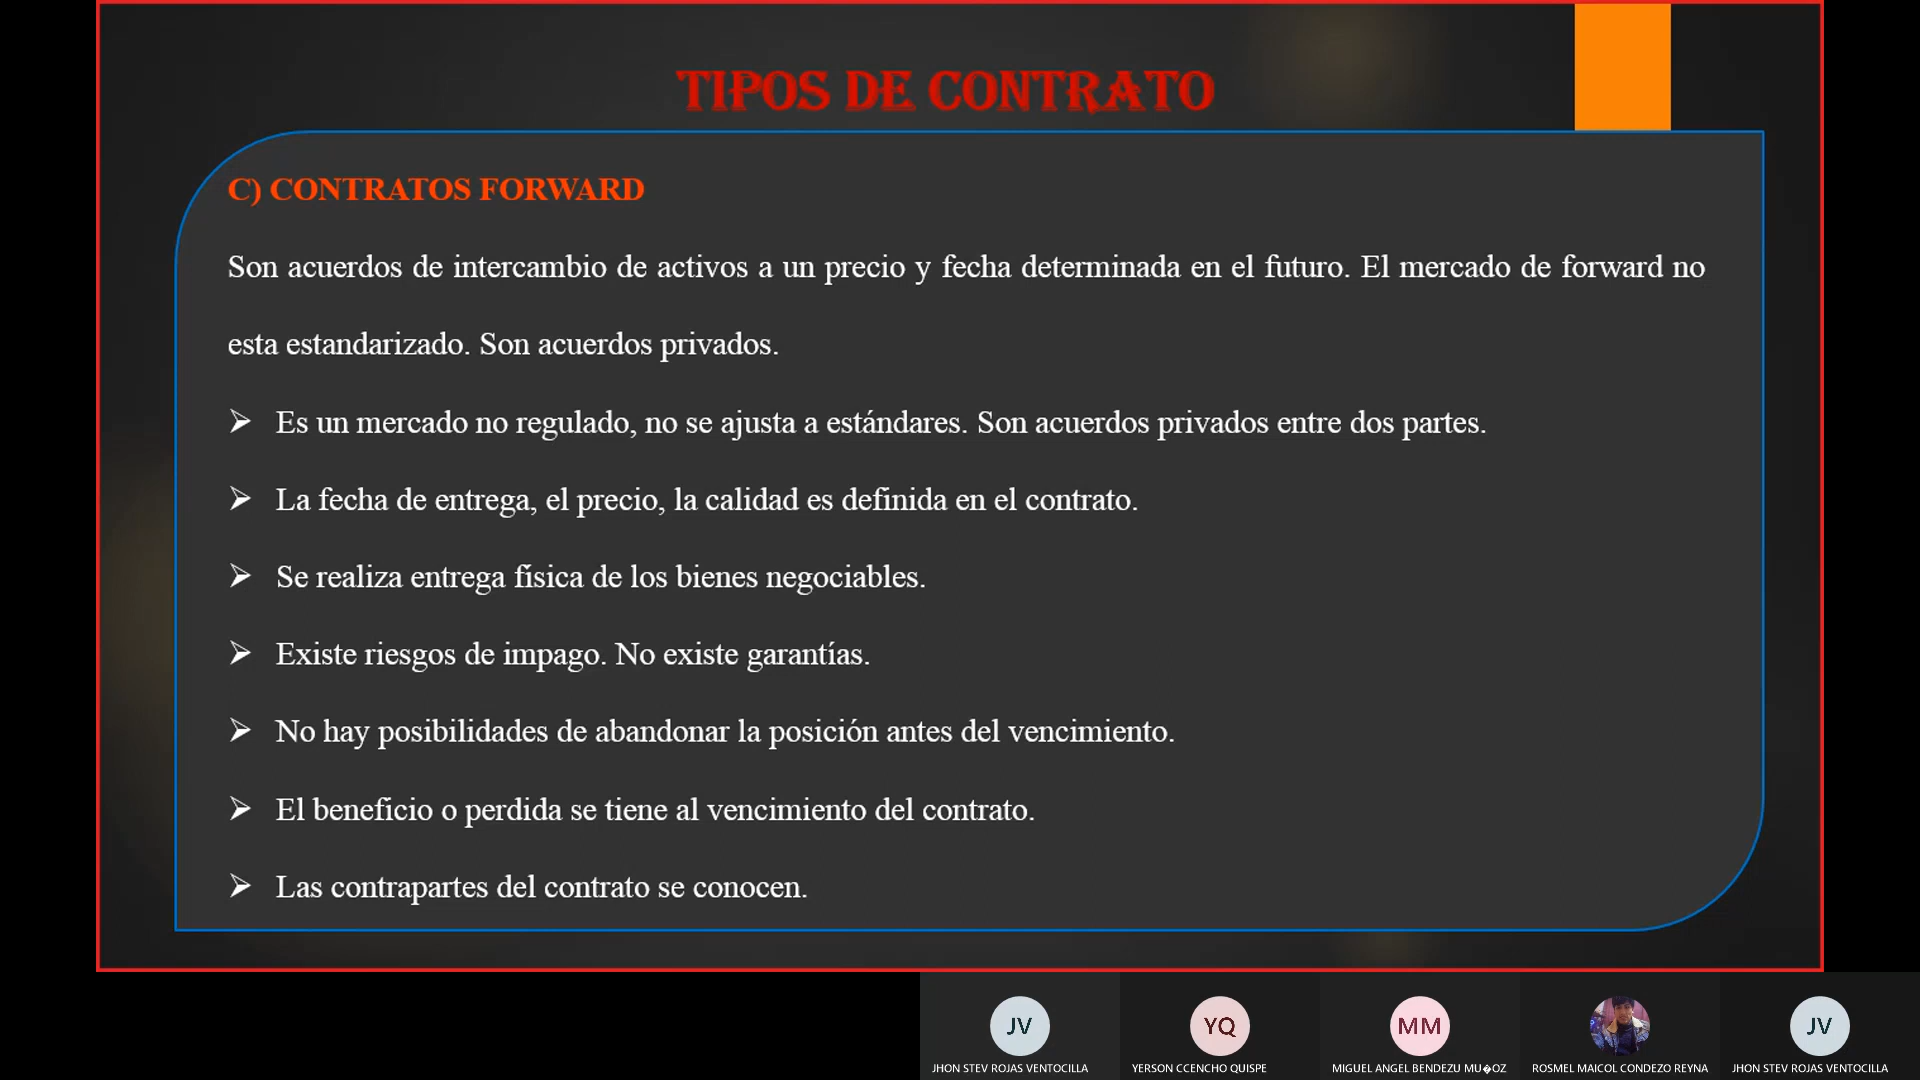 TIPOS DE CONTRATO
C) CONTRATOS FORWARD
Son acuerdos de intercambio de activos a un precio y fecha determinada en el futuro. El mercado de forward no
esta estandarizado. Son acuerdos privados.
➢ Es un mercado no regulado, no se ajusta a estándares. Son acuerdos privados entre dos partes.
➢ La fecha de entrega, el precio, la calidad es definida en el contrato.
➢ Se realiza entrega física de los bienes negociables.
➢ Existe riesgos de impago. No existe garantías.
➢ No hay posibilidades de abandonar la posición antes del vencimiento.
➢ El beneficio o perdida se tiene al vencimiento del contrato.
➢ Las contrapartes del contrato se conocen.
JV YQ MM JV
JHON STEV ROJAS VENTOCILLA YERSON CCENCHO QUISPE MIGUEL ANGEL BENDEZU MU�OZ ROSMEL MAICOL CONDEZO REYNA JHON STEV ROJAS VENTOCILLA